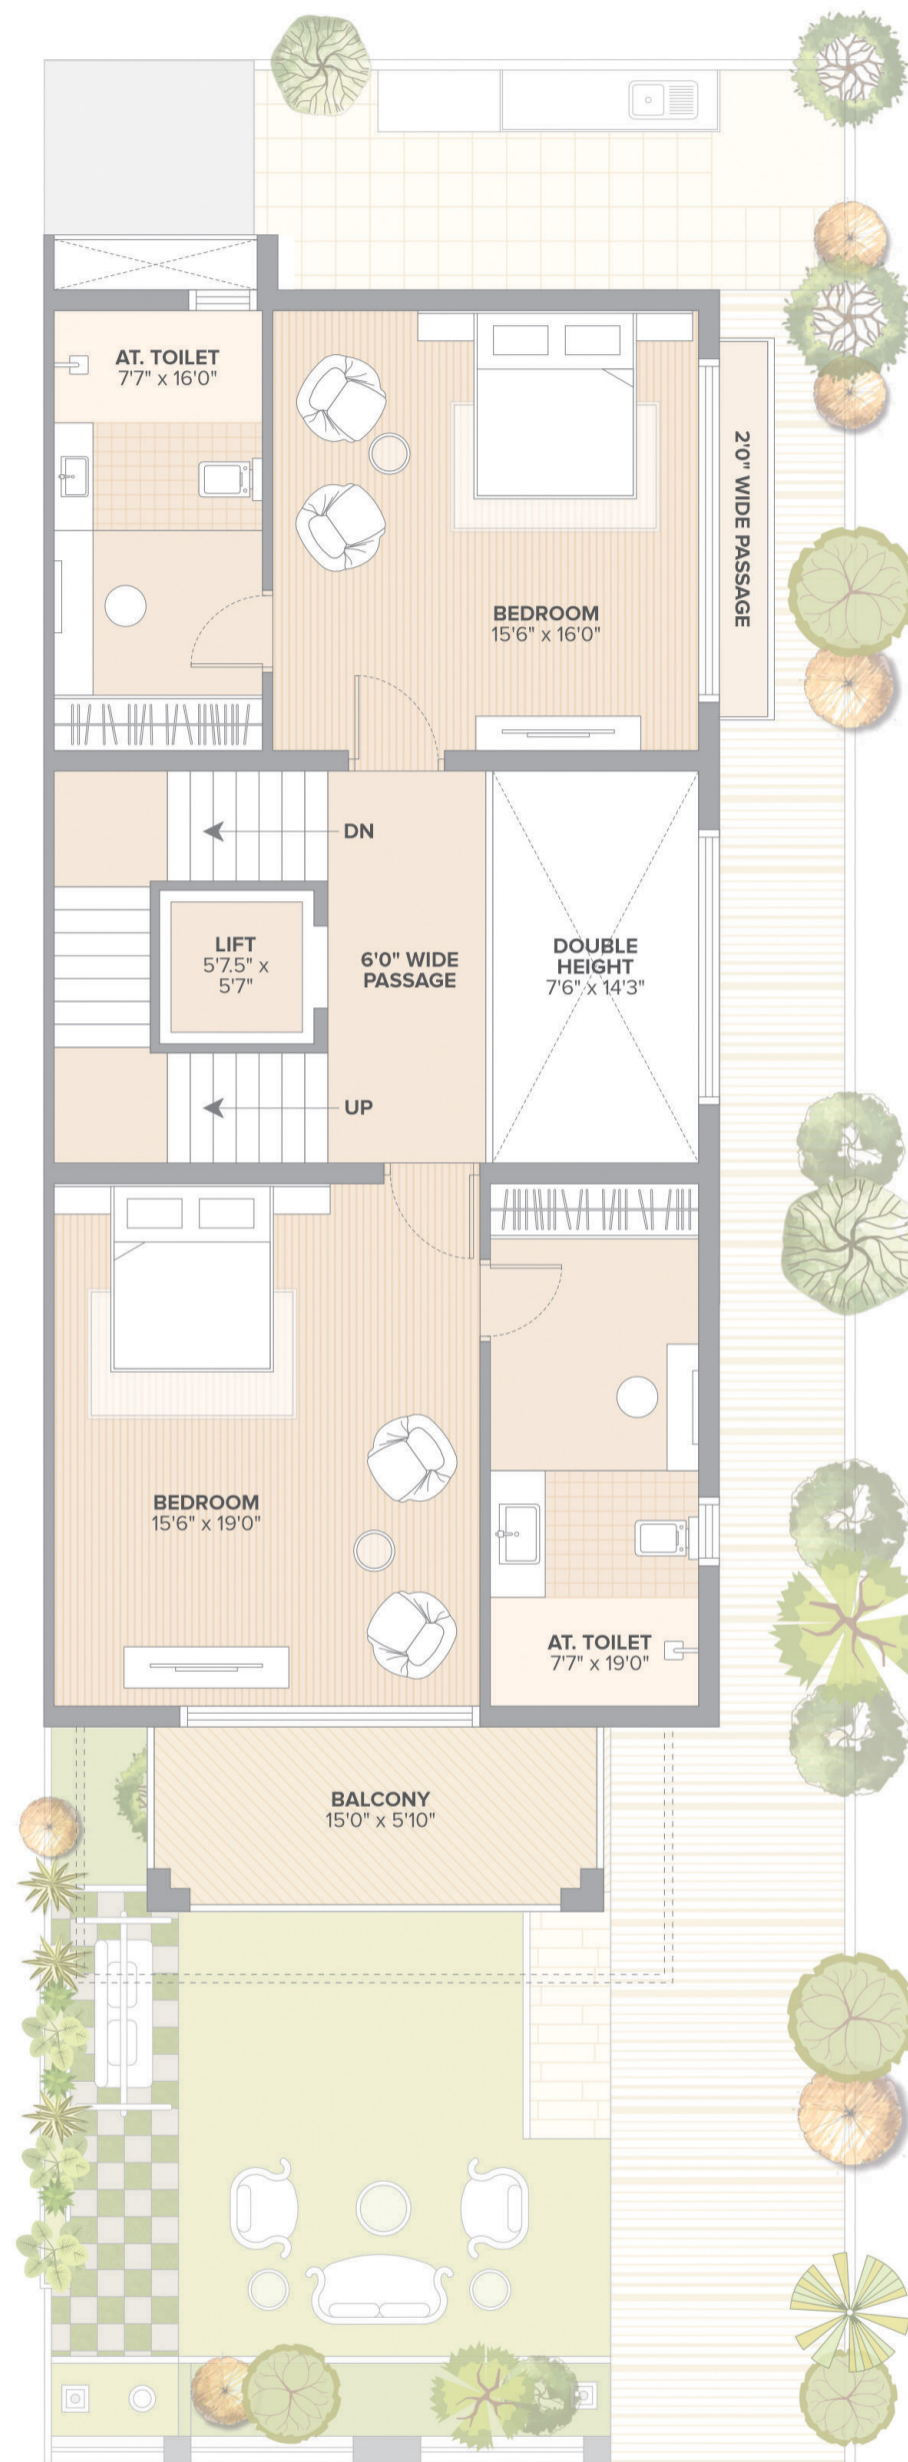 AT. TOILET
7'7" x 16'0"
2'0" WIDE PASSAGE
BEDROOM
15'6" x 16'0"
DN
LIFT
5'7.5" x
5'7"
6'0" WIDE
PASSAGE
DOUBLE
HEIGHT
7'6" x 14'3"
UP
BEDROOM
15'6" x 19'0"
AT. TOILET
7'7" x 19'0"
BALCONY
15'0" x 5'10"